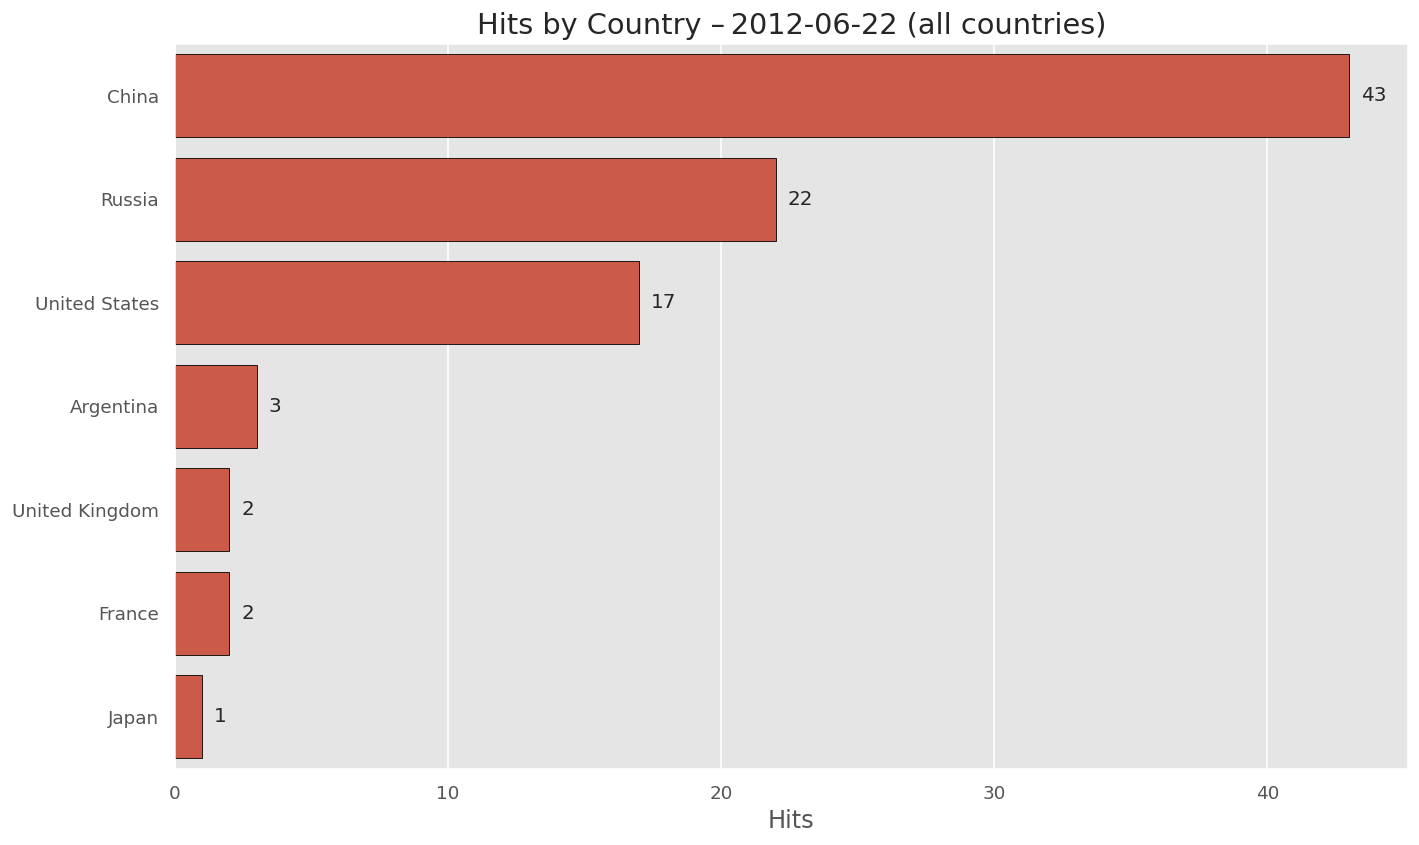 Hits by Country – 2012-06-22 (all countries)
China
43
Russia
22
United States
17
Argentina
3
United Kingdom
2
France
2
Japan
1
0 10 20 30 40
Hits